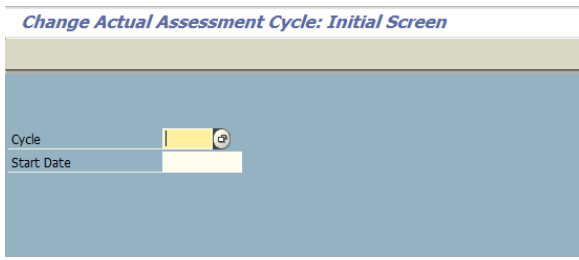 Change Actual Assessment Cycle: Initial Screen
Cycle
Start Date